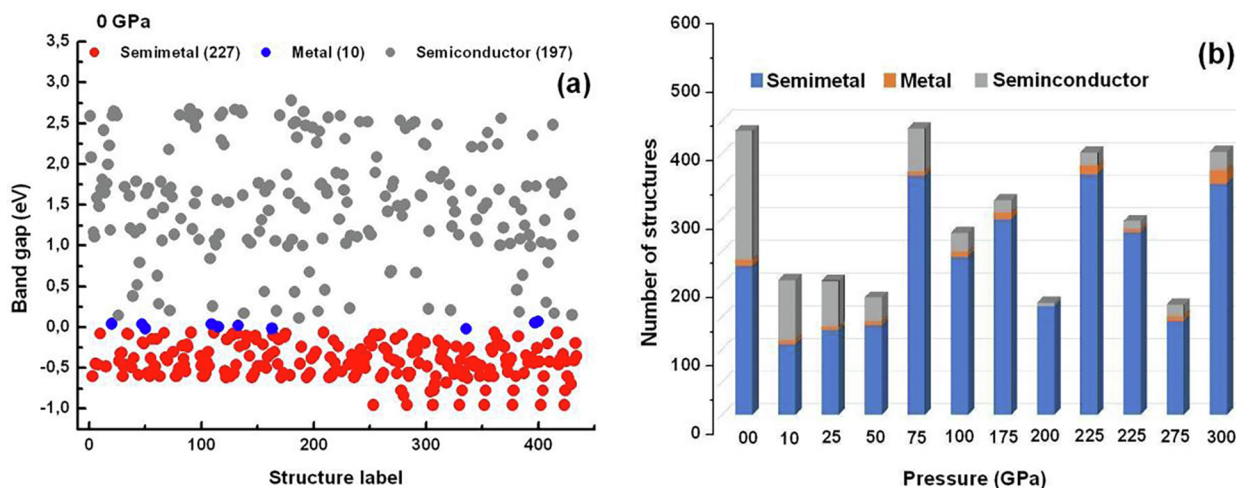 0 GPa
Semimetal (227) Metal (10) Semiconductor (197)
(a)
Band gap (eV)
3,5
3,0
2,5
2,0
1,5
1,0
0,5
0,0
-0,5
-1,0
0 100 200 300 400
Structure label
(b)
Semimetal Metal Seminconductor
Number of structures
600
500
400
300
200
100
0
00 10 25 50 75 100 175 200 225 225 275 300
Pressure (GPa)